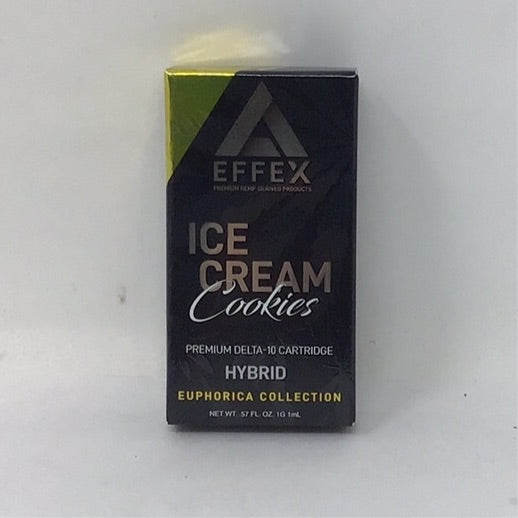 EFFEX
PREMIUM HEMP DERIVED PRODUCTS
ICE
CREAM
Cookies
PREMIUM DELTA-10 CARTRIDGE
HYBRID
EUPHORICA COLLECTION
NET WT .57 FL. OZ. 1G 1mL